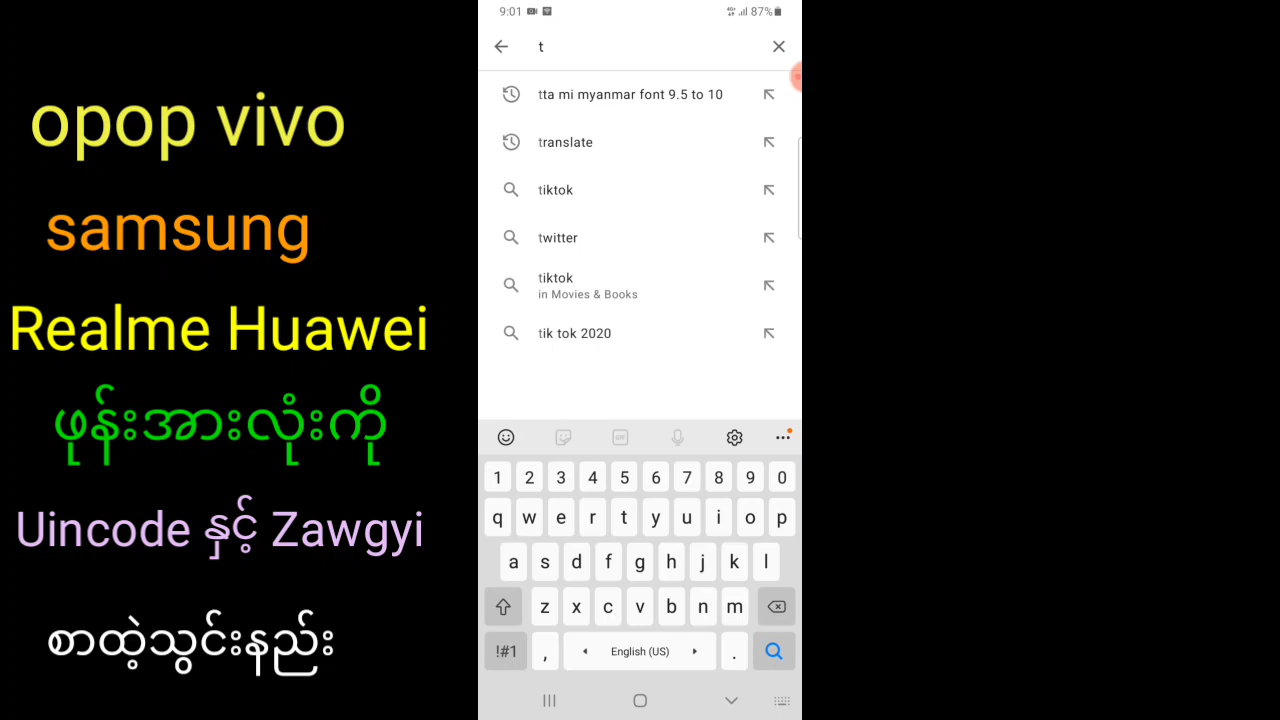 opop vivo
samsung
Realme Huawei
ဖုန်းအားလုံးကို
Uincode နှင့် Zawgyi
စာထဲ့သွင်းနည်း
9:01
87%
t
tta mi myanmar font 9.5 to 10
translate
tiktok
twitter
tiktok
in Movies & Books
tik tok 2020
GIF
1 2 3 4 5 6 7 8 9 0
q w e r t y u i o p
a s d f g h j k l
z x c v b n m
!#1 , English (US) .